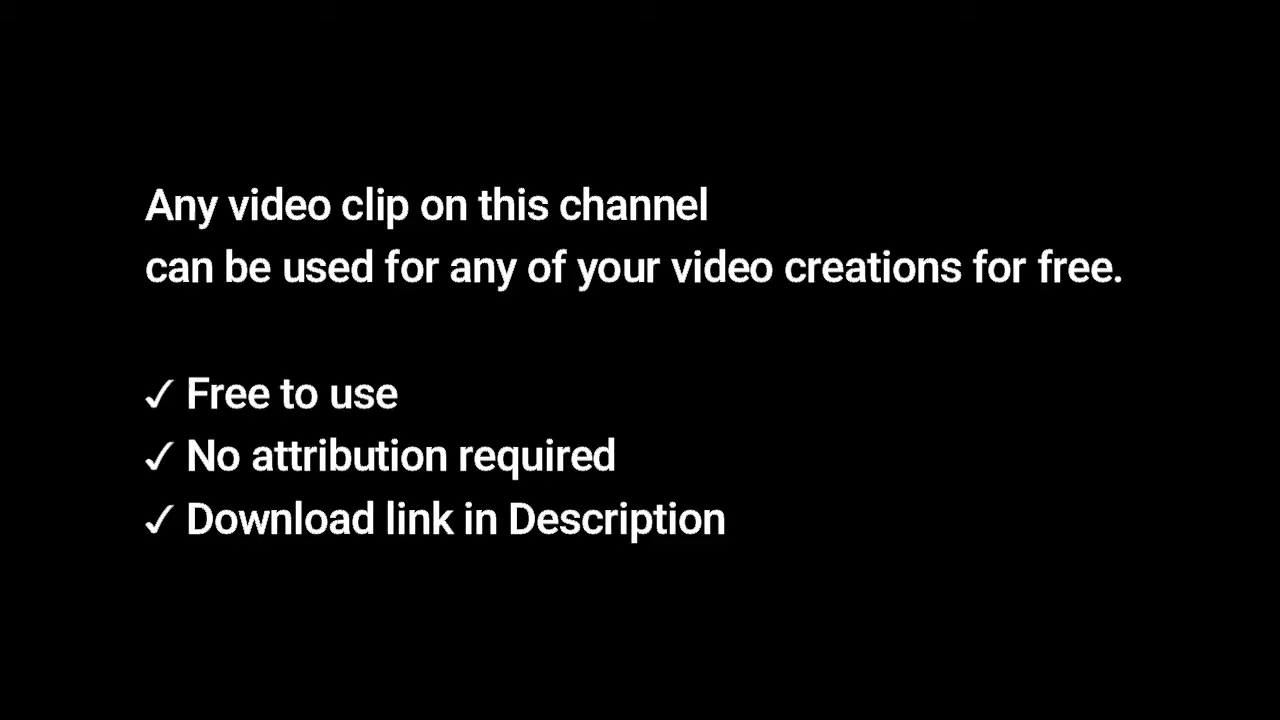 Any video clip on this channel
can be used for any of your video creations for free.
✓ Free to use
✓ No attribution required
✓ Download link in Description